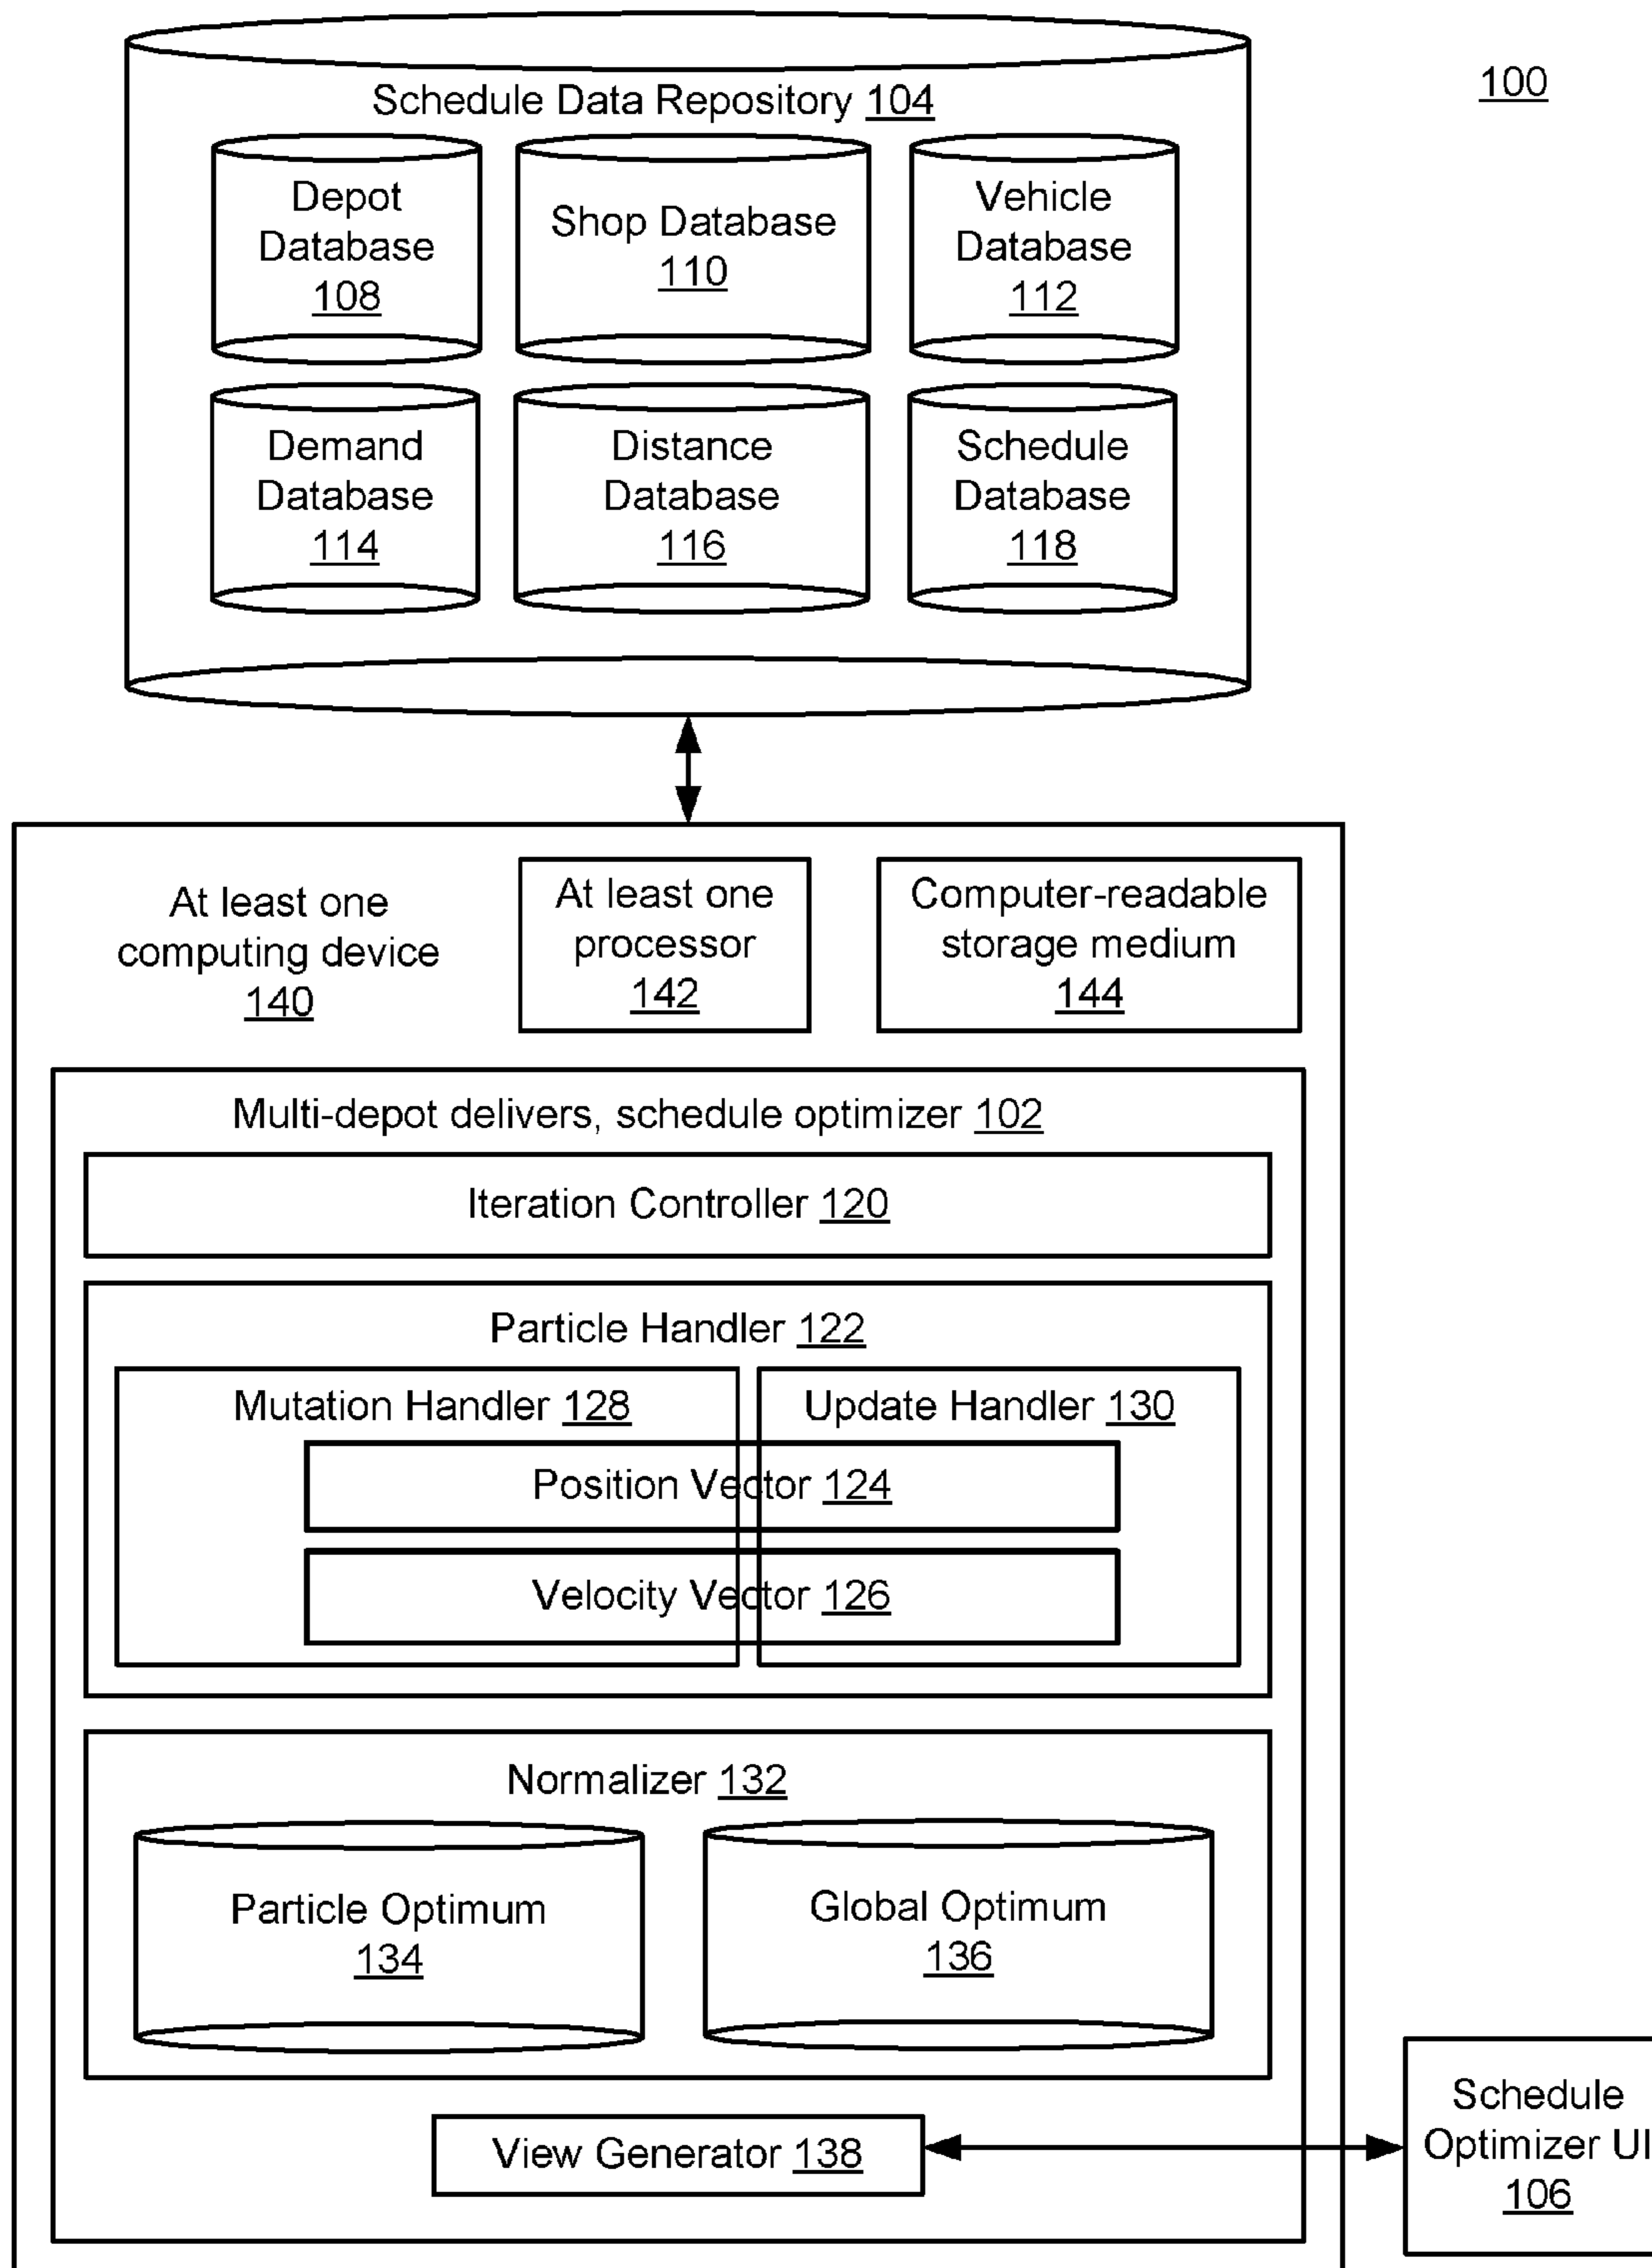 100
Schedule Data Repository 104
Depot
Database
108
Shop Database
110
Vehicle
Database
112
Demand
Database
114
Distance
Database
116
Schedule
Database
118
At least one
computing device
140
At least one
processor
142
Computer-readable
storage medium
144
Multi-depot delivers, schedule optimizer 102
Iteration Controller 120
Particle Handler 122
Mutation Handler 128
Update Handler 130
Position Vector 124
Velocity Vector 126
Normalizer 132
Particle Optimum
134
Global Optimum
136
View Generator 138
Schedule
Optimizer UI
106